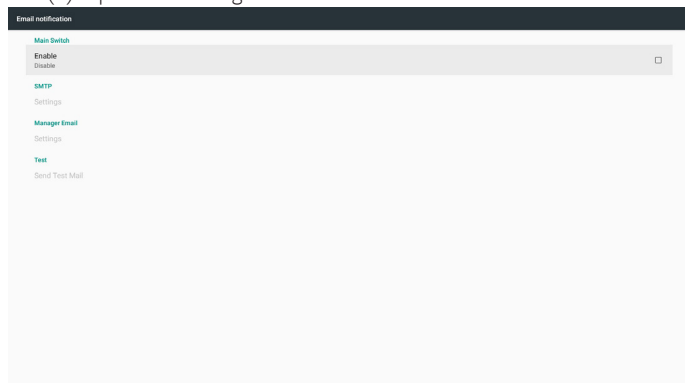 Email notification
Main Switch
Enable
Disable
SMTP
Settings
Manager Email
Settings
Test
Send Test Mail